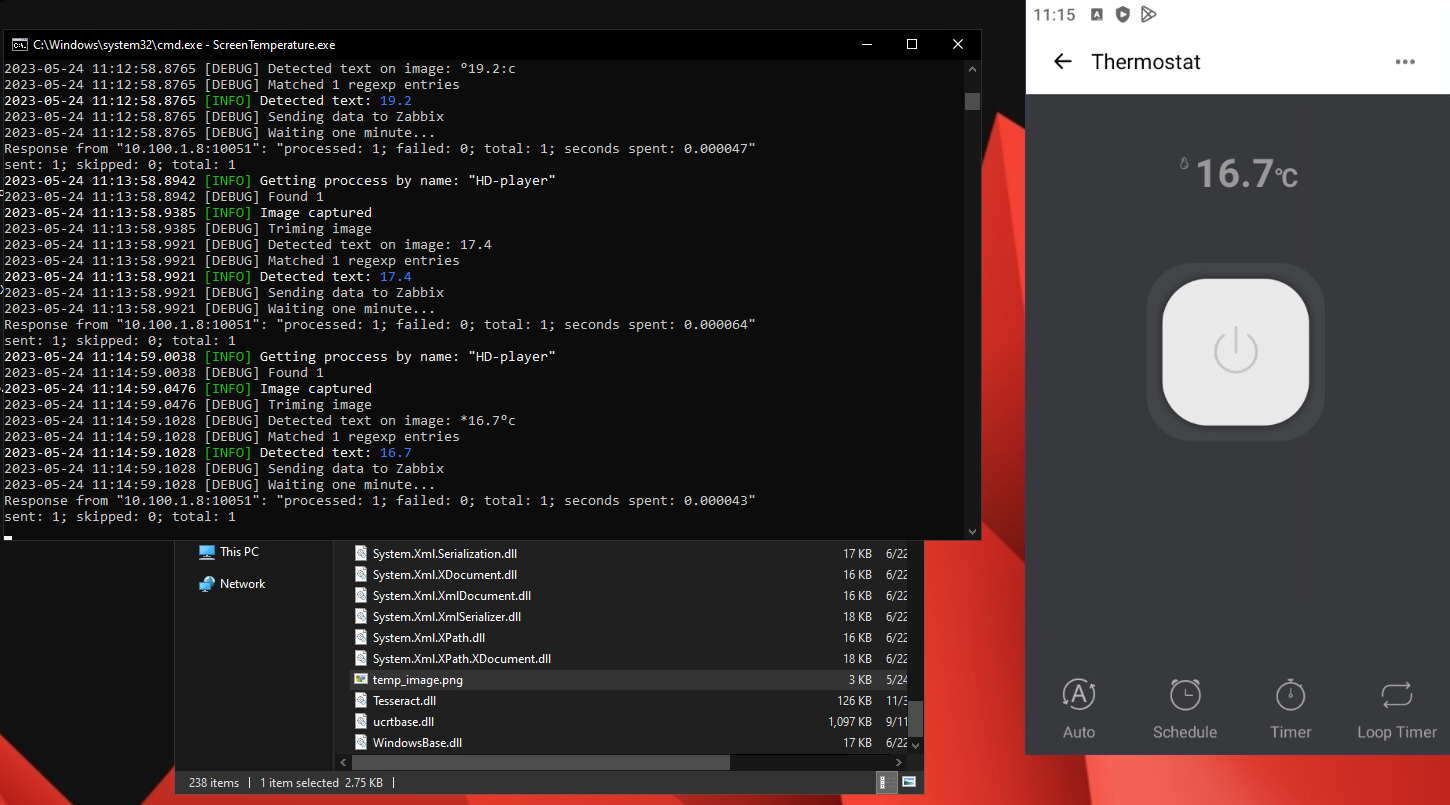 C:\Windows\system32\cmd.exe - ScreenTemperature.exe
2023-05-24 11:12:58.8765 [DEBUG] Detected text on image: °19.2:c
2023-05-24 11:12:58.8765 [DEBUG] Matched 1 regexp entries
2023-05-24 11:12:58.8765 [INFO] Detected text: 19.2
2023-05-24 11:12:58.8765 [DEBUG] Sending data to Zabbix
2023-05-24 11:12:58.8765 [DEBUG] Waiting one minute...
Response from "10.100.1.8:10051": "processed: 1; failed: 0; total: 1; seconds spent: 0.000047"
sent: 1; skipped: 0; total: 1
2023-05-24 11:13:58.8942 [INFO] Getting proccess by name: "HD-player"
2023-05-24 11:13:58.8942 [DEBUG] Found 1
2023-05-24 11:13:58.9385 [INFO] Image captured
2023-05-24 11:13:58.9385 [DEBUG] Triming image
2023-05-24 11:13:58.9921 [DEBUG] Detected text on image: 17.4
2023-05-24 11:13:58.9921 [DEBUG] Matched 1 regexp entries
2023-05-24 11:13:58.9921 [INFO] Detected text: 17.4
2023-05-24 11:13:58.9921 [DEBUG] Sending data to Zabbix
2023-05-24 11:13:58.9921 [DEBUG] Waiting one minute...
Response from "10.100.1.8:10051": "processed: 1; failed: 0; total: 1; seconds spent: 0.000064"
sent: 1; skipped: 0; total: 1
2023-05-24 11:14:59.0038 [INFO] Getting proccess by name: "HD-player"
2023-05-24 11:14:59.0038 [DEBUG] Found 1
2023-05-24 11:14:59.0476 [INFO] Image captured
2023-05-24 11:14:59.0476 [DEBUG] Triming image
2023-05-24 11:14:59.1028 [DEBUG] Detected text on image: *16.7°c
2023-05-24 11:14:59.1028 [DEBUG] Matched 1 regexp entries
2023-05-24 11:14:59.1028 [INFO] Detected text: 16.7
2023-05-24 11:14:59.1028 [DEBUG] Sending data to Zabbix
2023-05-24 11:14:59.1028 [DEBUG] Waiting one minute...
Response from "10.100.1.8:10051": "processed: 1; failed: 0; total: 1; seconds spent: 0.000043"
sent: 1; skipped: 0; total: 1
This PC
Network
System.Xml.Serialization.dll 17 KB 6/22
System.Xml.XDocument.dll 16 KB 6/22
System.Xml.XmlDocument.dll 16 KB 6/22
System.Xml.XmlSerializer.dll 18 KB 6/22
System.Xml.XPath.dll 16 KB 6/22
System.Xml.XPath.XDocument.dll 18 KB 6/22
temp_image.png 3 KB 5/24
Tesseract.dll 126 KB 11/3
ucrtbase.dll 1,097 KB 9/11
WindowsBase.dll 17 KB 6/22
238 items 1 item selected 2.75 KB
11:15
Thermostat
16.7°C
Auto
Schedule
Timer
Loop Timer